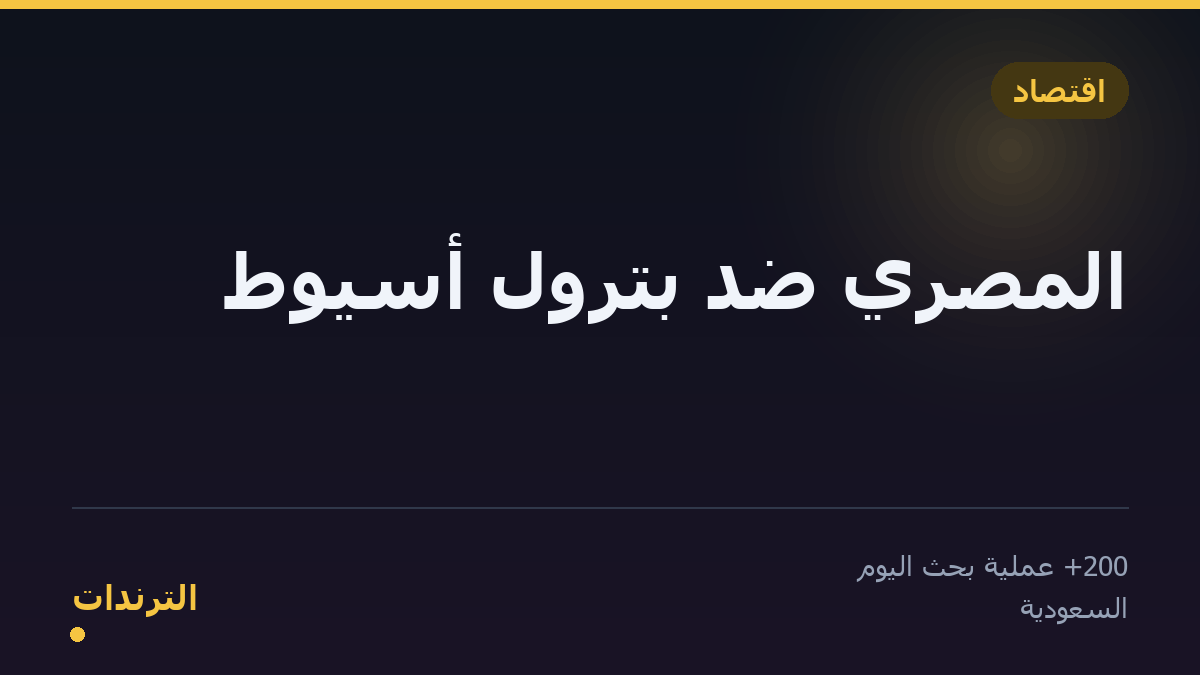 اقتصاد
المصري ضد بترول أسيوط
200+ عملية بحث اليوم
السعودية
الترندات